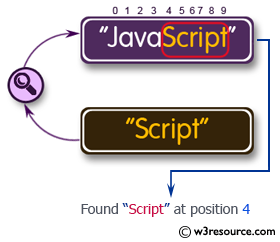 0 1 2 3 4 5 6 7 8 9
“JavaScript”
“Script”
Found “Script” at position 4
© w3resource.com